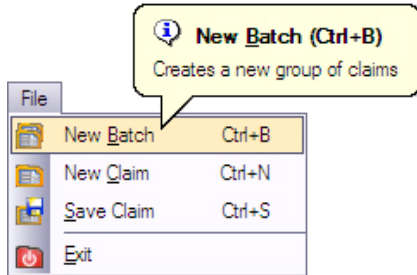 New Batch (Ctrl+B)
Creates a new group of claims
File
New Batch Ctrl+B
New Claim Ctrl+N
Save Claim Ctrl+S
Exit